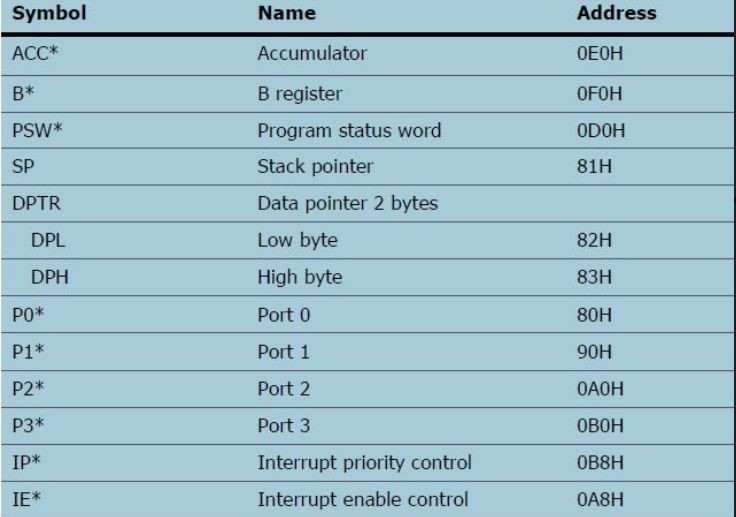 Symbol Name Address
ACC* Accumulator 0E0H
B* B register 0F0H
PSW* Program status word 0D0H
SP Stack pointer 81H
DPTR Data pointer 2 bytes
DPL Low byte 82H
DPH High byte 83H
P0* Port 0 80H
P1* Port 1 90H
P2* Port 2 0A0H
P3* Port 3 0B0H
IP* Interrupt priority control 0B8H
IE* Interrupt enable control 0A8H